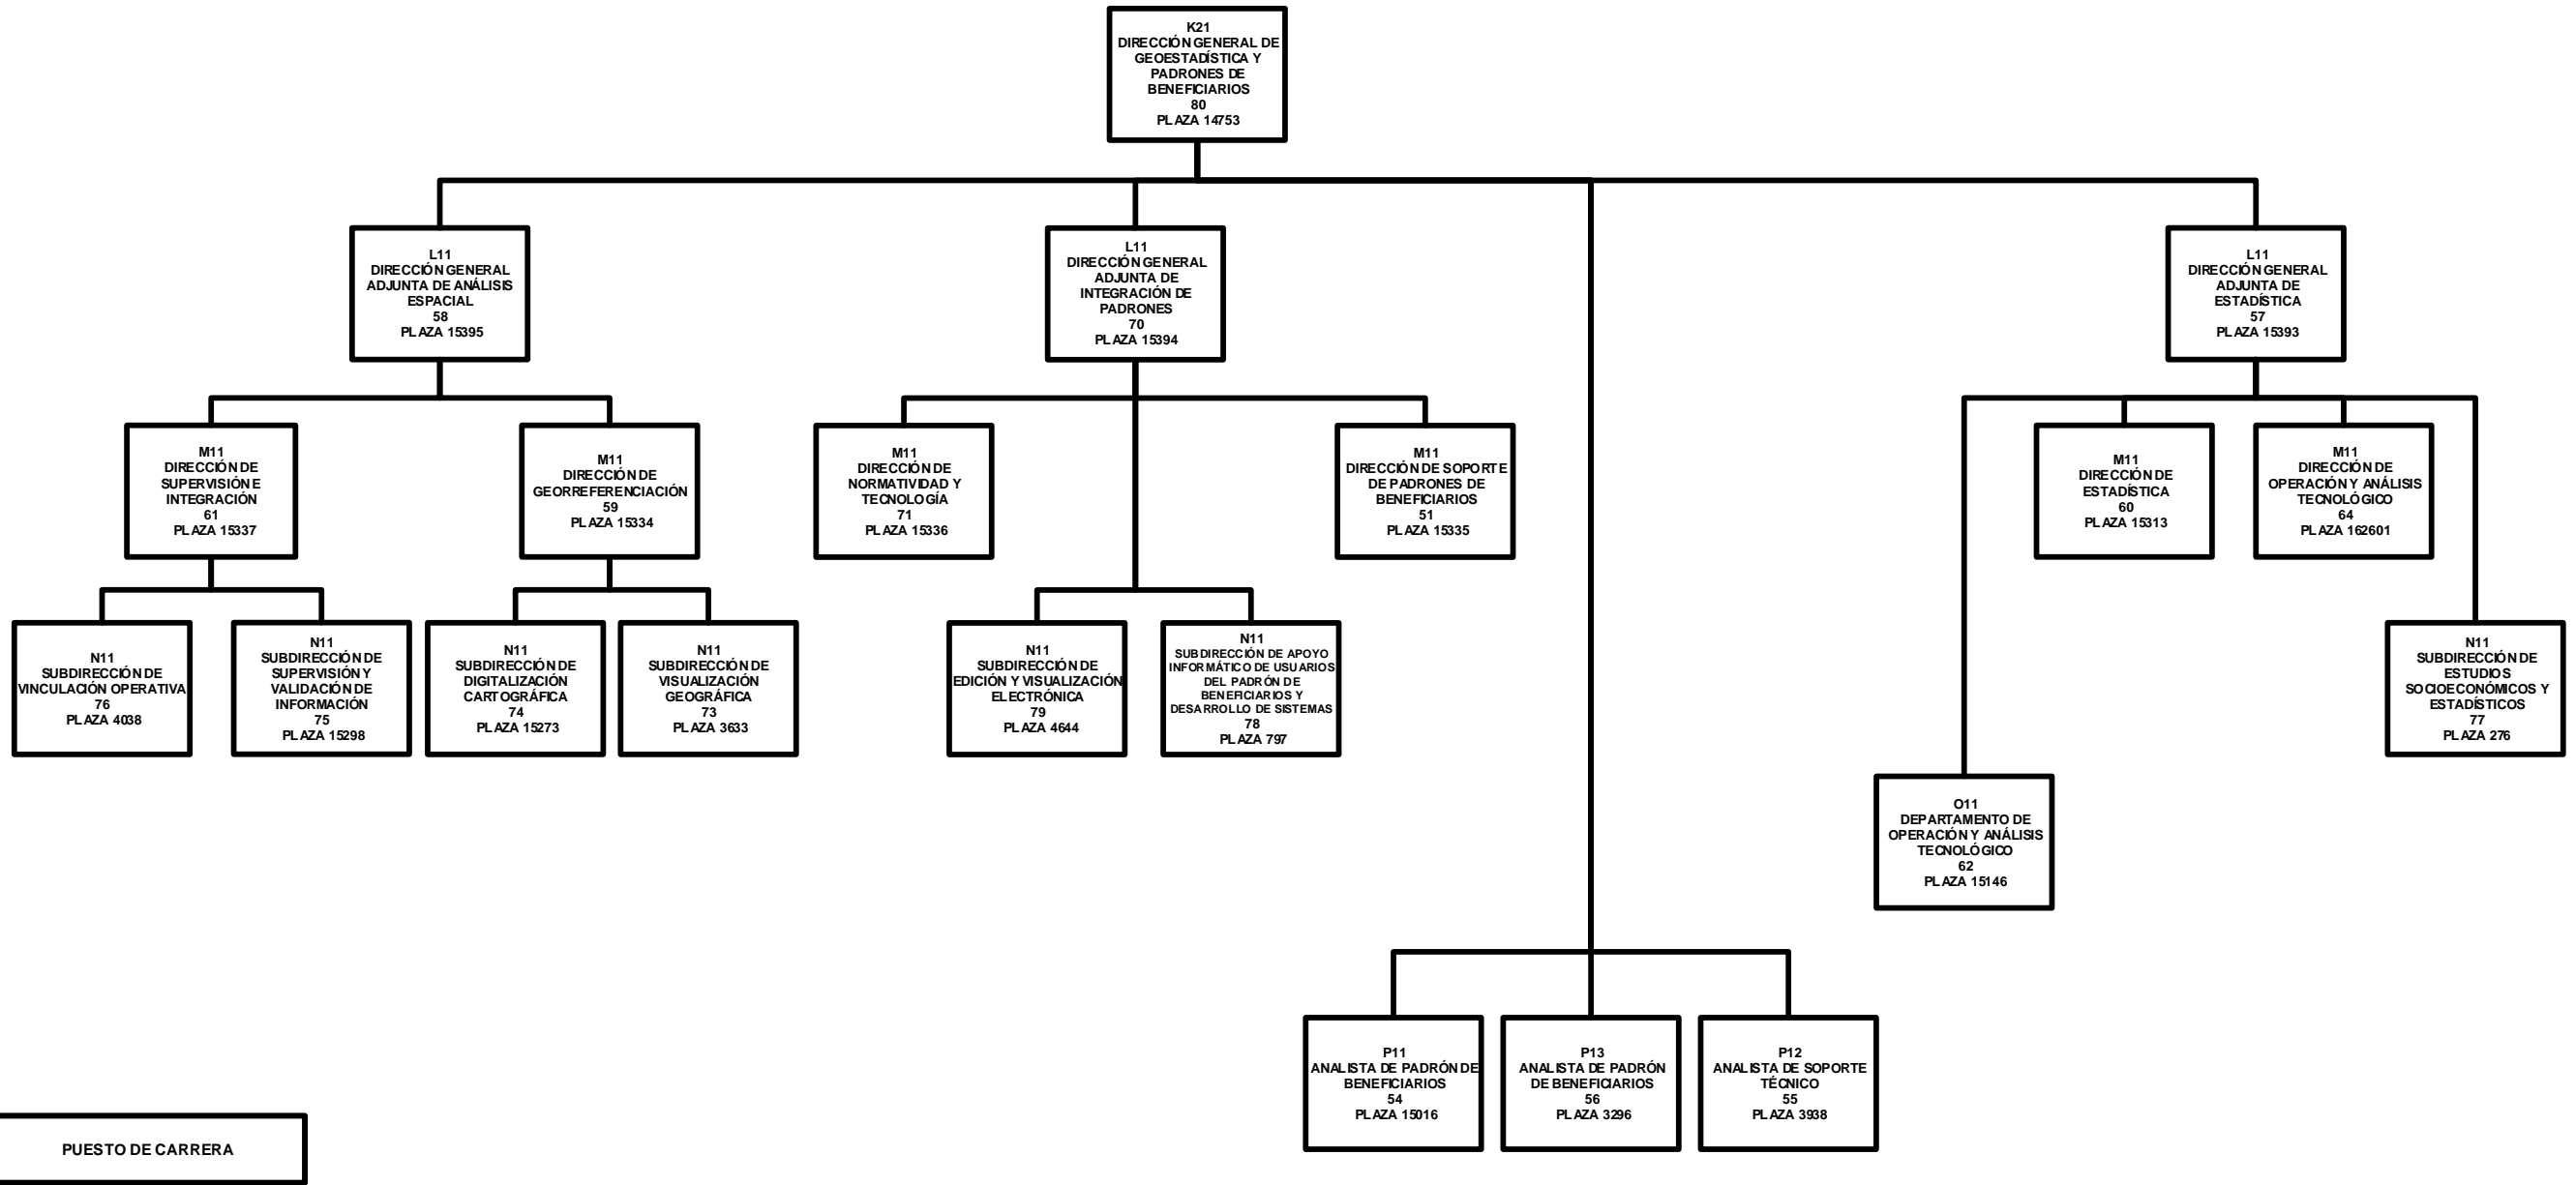 K21
DIRECCIÓN GENERAL DE
GEOESTADÍSTICA Y
PADRONES DE
BENEFICIARIOS
80
PLAZA 14753
L11
DIRECCIÓN GENERAL
ADJUNTA DE ANÁLISIS
ESPACIAL
58
PLAZA 15395
L11
DIRECCIÓN GENERAL
ADJUNTA DE
INTEGRACIÓN DE
PADRONES
70
PLAZA 15394
L11
DIRECCIÓN GENERAL
ADJUNTA DE
ESTADÍSTICA
57
PLAZA 15393
M11
DIRECCIÓN DE
SUPERVISIÓN E
INTEGRACIÓN
61
PLAZA 15337
M11
DIRECCIÓN DE
GEORREFERENCIACIÓN
59
PLAZA 15334
M11
DIRECCIÓN DE
NORMATIVIDAD Y
TECNOLOGÍA
71
PLAZA 15336
M11
DIRECCIÓN DE SOPORTE
DE PADRONES DE
BENEFICIARIOS
51
PLAZA 15335
M11
DIRECCIÓN DE
ESTADÍSTICA
60
PLAZA 15313
M11
DIRECCIÓN DE
OPERACIÓN Y ANÁLISIS
TECNOLÓGICO
64
PLAZA 162601
N11
SUBDIRECCIÓN DE
VINCULACIÓN OPERATIVA
76
PLAZA 4038
N11
SUBDIRECCIÓN DE
SUPERVISIÓN Y
VALIDACIÓN DE
INFORMACIÓN
75
PLAZA 15298
N11
SUBDIRECCIÓN DE
DIGITALIZACIÓN
CARTOGRÁFICA
74
PLAZA 15273
N11
SUBDIRECCIÓN DE
VISUALIZACIÓN
GEOGRÁFICA
73
PLAZA 3633
N11
SUBDIRECCIÓN DE
EDICIÓN Y VISUALIZACIÓN
ELECTRÓNICA
79
PLAZA 4644
N11
SUBDIRECCIÓN DE APOYO
INFORMÁTICO DE USUARIOS
DEL PADRÓN DE
BENEFICIARIOS Y
DESARROLLO DE SISTEMAS
78
PLAZA 797
N11
SUBDIRECCIÓN DE
ESTUDIOS
SOCIOECONÓMICOS Y
ESTADÍSTICOS
77
PLAZA 276
O11
DEPARTAMENTO DE
OPERACIÓN Y ANÁLISIS
TECNOLÓGICO
62
PLAZA 15146
P11
ANALISTA DE PADRÓN DE
BENEFICIARIOS
54
PLAZA 15016
P13
ANALISTA DE PADRÓN
DE BENEFICIARIOS
56
PLAZA 3296
P12
ANALISTA DE SOPORTE
TÉCNICO
55
PLAZA 3938
PUESTO DE CARRERA